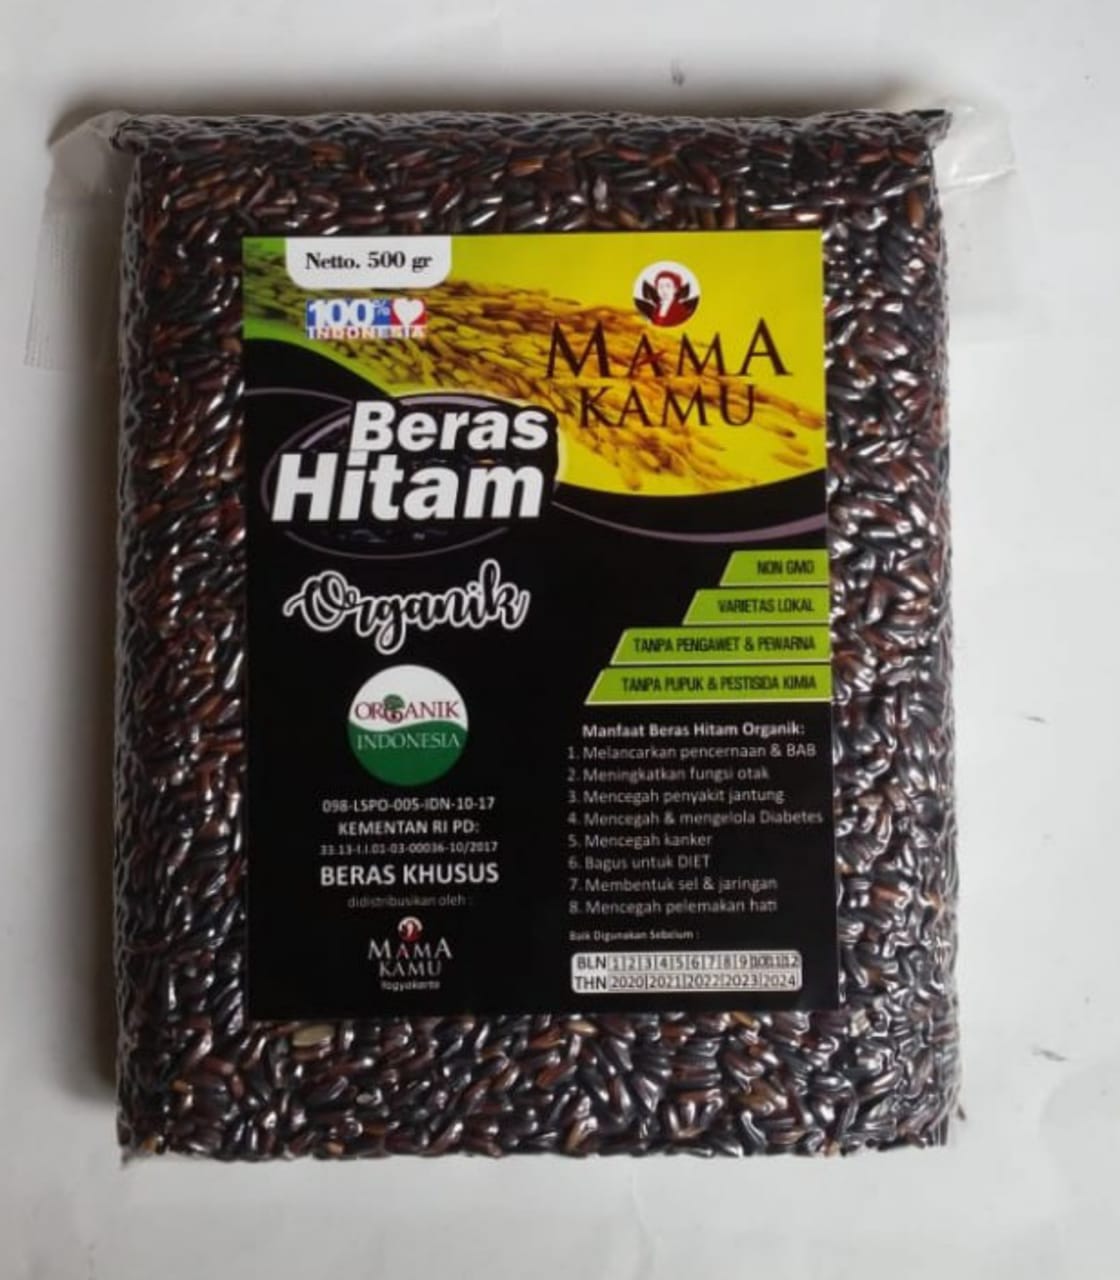 Netto. 500 gr
100%
INDONESIA
MAMA
KAMU
Beras
Hitam
Organik
NON GMO
VARIETAS LOKAL
TANPA PENGAWET & PEWARNA
TANPA PUPUK & PESTISIDA KIMIA
ORGANIK
INDONESIA
098-LSPO-005-IDN-10-17
KEMENTAN RI PD:
33.13-I.I.01-03-00036-10/2017
BERAS KHUSUS
didistribusikan oleh :
MAMA
KAMU
Yogyakarta
Manfaat Beras Hitam Organik:
1. Melancarkan pencernaan & BAB
2. Meningkatkan fungsi otak
3. Mencegah penyakit jantung
4. Mencegah & mengelola Diabetes
5. Mencegah kanker
6. Bagus untuk DIET
7. Membentuk sel & jaringan
8. Mencegah pelemakan hati
Baik Digunakan Sebelum :
BLN 1|2|3|4|5|6|7|8|9|10|11|12
THN 2020|2021|2022|2023|2024